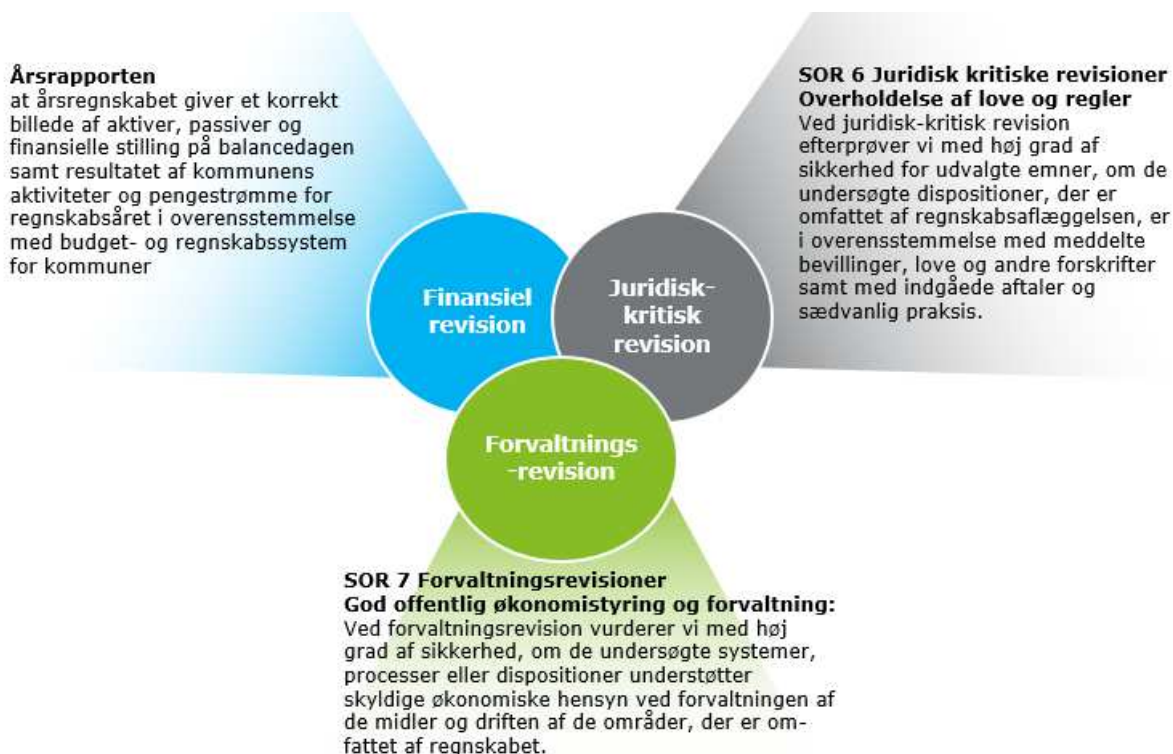 Årsrapporten
at årsregnskabet giver et korrekt
billede af aktiver, passiver og
finansielle stilling på balancedagen
samt resultatet af kommunens
aktiviteter og pengestrømme for
regnskabsåret i overensstemmelse
med budget- og regnskabssystem
for kommuner
SOR 6 Juridisk kritiske revisioner
Overholdelse af love og regler
Ved juridisk-kritisk revision
efterprøver vi med høj grad af
sikkerhed for udvalgte emner, om de
undersøgte dispositioner, der er
omfattet af regnskabsaflæggelsen, er
i overensstemmelse med meddelte
bevillinger, love og andre forskrifter
samt med indgåede aftaler og
sædvanlig praksis.
Finansiel
revision
Juridisk-
kritisk
revision
Forvaltnings
-revision
SOR 7 Forvaltningsrevisioner
God offentlig økonomistyring og forvaltning:
Ved forvaltningsrevision vurderer vi med høj
grad af sikkerhed, om de undersøgte systemer,
processer eller dispositioner understøtter
skyldige økonomiske hensyn ved forvaltningen af
de midler og driften af de områder, der er om-
fattet af regnskabet.